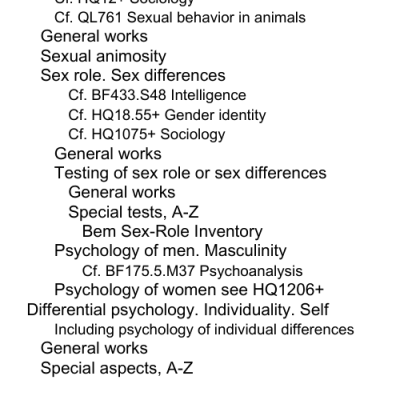 Cf. HQ12+ Sociology
Cf. QL761 Sexual behavior in animals
General works
Sexual animosity
Sex role. Sex differences
Cf. BF433.S48 Intelligence
Cf. HQ18.55+ Gender identity
Cf. HQ1075+ Sociology
General works
Testing of sex role or sex differences
General works
Special tests, A-Z
Bem Sex-Role Inventory
Psychology of men. Masculinity
Cf. BF175.5.M37 Psychoanalysis
Psychology of women see HQ1206+
Differential psychology. Individuality. Self
Including psychology of individual differences
General works
Special aspects, A-Z